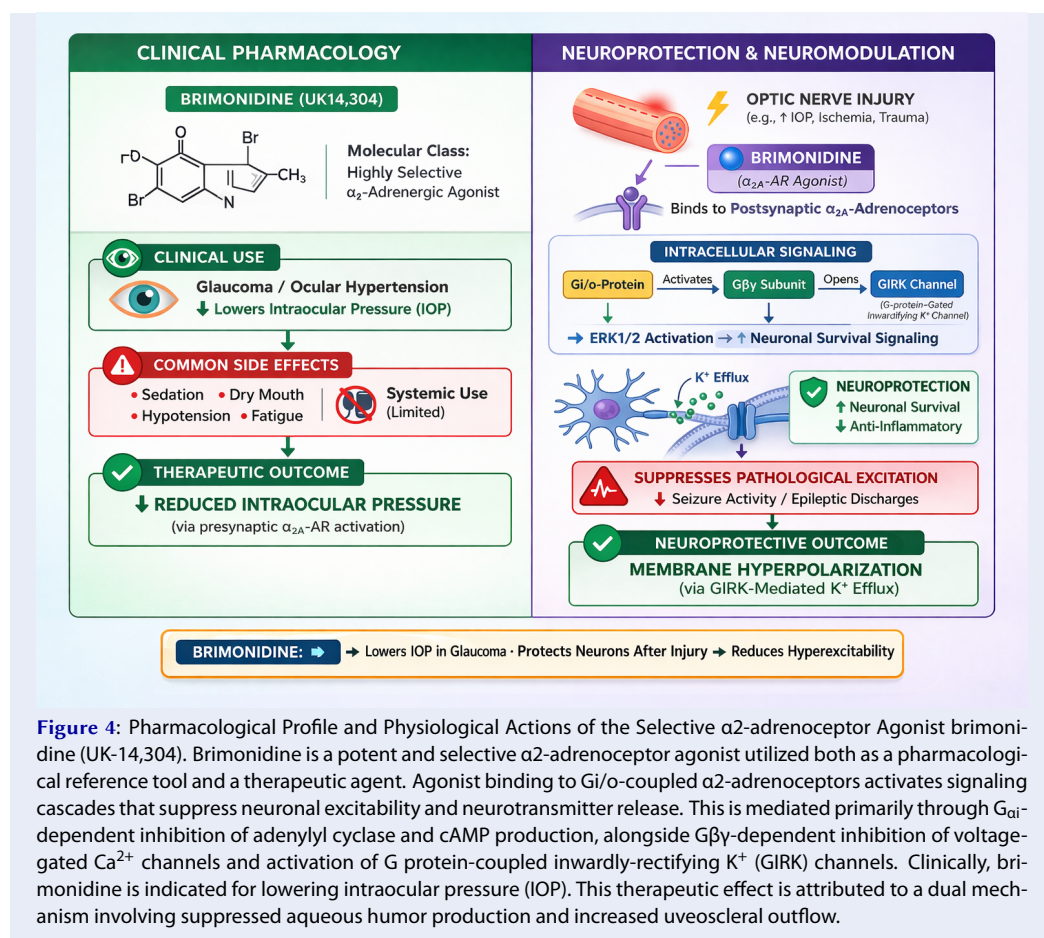 CLINICAL PHARMACOLOGY
BRIMONIDINE (UK14,304)
O
Br
D
CH₃
Br
N
Molecular Class:
Highly Selective
α₂-Adrenergic Agonist
CLINICAL USE
Glaucoma / Ocular Hypertension
↓ Lowers Intraocular Pressure (IOP)
COMMON SIDE EFFECTS
• Sedation • Dry Mouth
• Hypotension • Fatigue
Systemic Use
(Limited)
THERAPEUTIC OUTCOME
↓ REDUCED INTRAOCULAR PRESSURE
(via presynaptic α₂A-AR activation)
NEUROPROTECTION & NEUROMODULATION
OPTIC NERVE INJURY
(e.g., ↑ IOP, Ischemia, Trauma)
BRIMONIDINE
(α₂A-AR Agonist)
Binds to Postsynaptic α₂A-Adrenoceptors
INTRACELLULAR SIGNALING
Gi/o-Protein Activates Gβγ Subunit Opens GIRK Channel
(G-protein–Gated
Inwardifying K⁺ Channel)
→ ERK1/2 Activation → ↑ Neuronal Survival Signaling
K⁺ Efflux
NEUROPROTECTION
↑ Neuronal Survival
↓ Anti-Inflammatory
SUPPRESSES PATHOLOGICAL EXCITATION
↓ Seizure Activity / Epileptic Discharges
NEUROPROTECTIVE OUTCOME
MEMBRANE HYPERPOLARIZATION
(via GIRK-Mediated K⁺ Efflux)
BRIMONIDINE: → → Lowers IOP in Glaucoma · Protects Neurons After Injury → Reduces Hyperexcitability
Figure 4: Pharmacological Profile and Physiological Actions of the Selective α2-adrenoceptor Agonist brimoni-
dine (UK-14,304). Brimonidine is a potent and selective α2-adrenoceptor agonist utilized both as a pharmacologi-
cal reference tool and a therapeutic agent. Agonist binding to Gi/o-coupled α2-adrenoceptors activates signaling
cascades that suppress neuronal excitability and neurotransmitter release. This is mediated primarily through Gαi-
dependent inhibition of adenylyl cyclase and cAMP production, alongside Gβγ-dependent inhibition of voltage-
gated Ca²⁺ channels and activation of G protein-coupled inwardly-rectifying K⁺ (GIRK) channels. Clinically, bri-
monidine is indicated for lowering intraocular pressure (IOP). This therapeutic effect is attributed to a dual mech-
anism involving suppressed aqueous humor production and increased uveoscleral outflow.